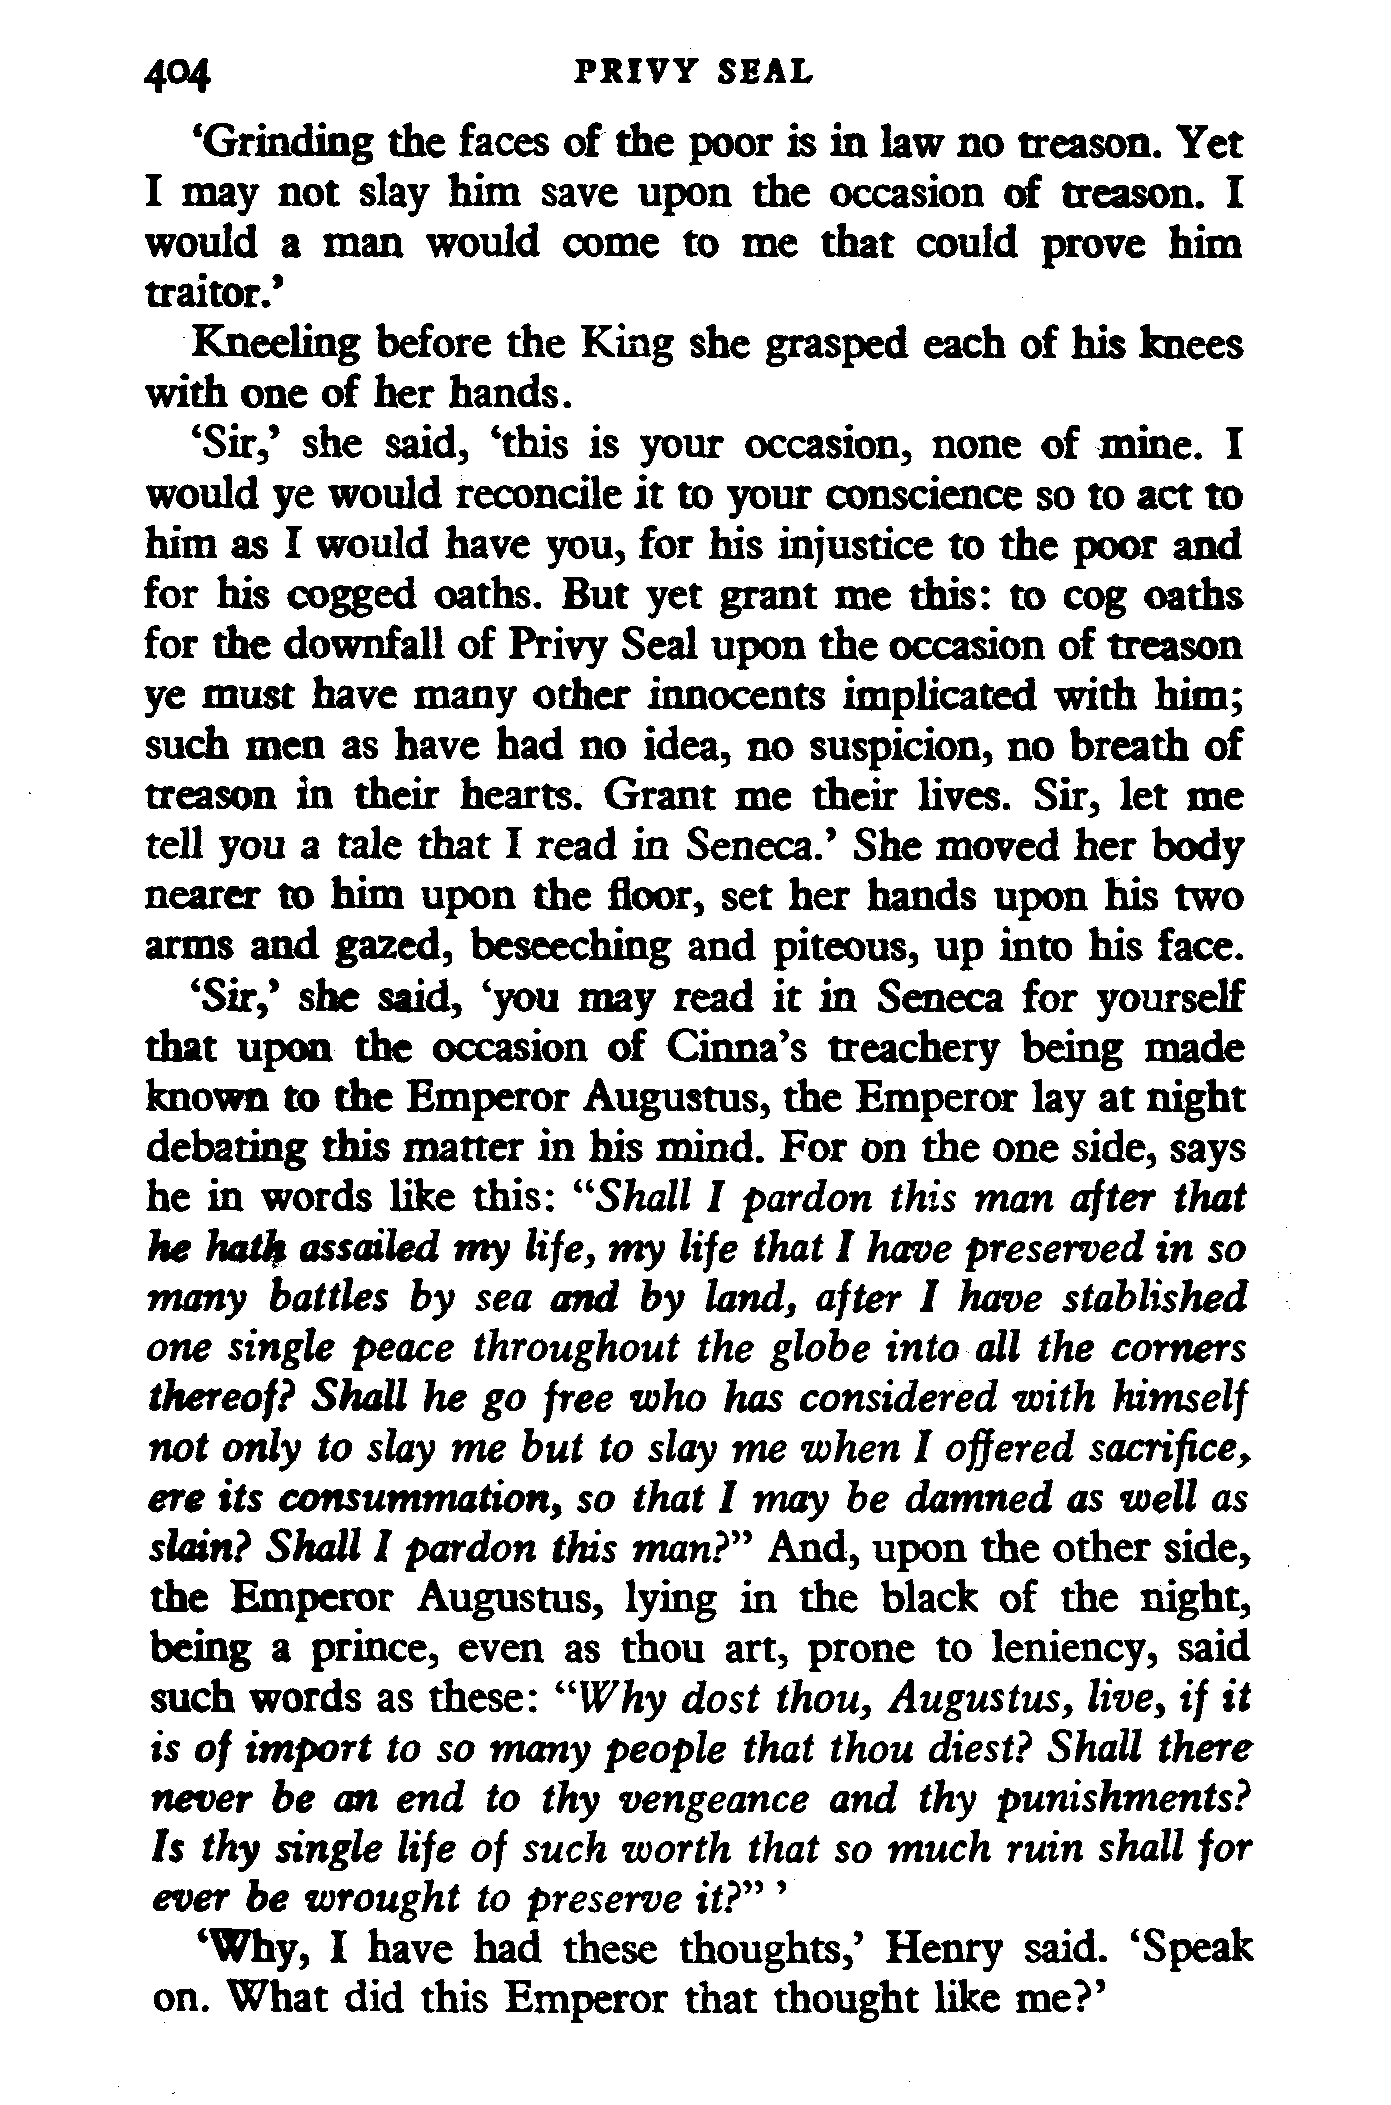 404 PRIVY SEAL
‘Grinding the faces of the poor is in law no treason. Yet
I may not slay him save upon the occasion of treason. I
would a man would come to me that could prove him
traitor.’
Kneeling before the King she grasped each of his knees
with one of her hands.
‘Sir,’ she said, ‘this is your occasion, none of mine. I
would ye would reconcile it to your conscience so to act to
him as I would have you, for his injustice to the poor and
for his cogged oaths. But yet grant me this: to cog oaths
for the downfall of Privy Seal upon the occasion of treason
ye must have many other innocents implicated with him;
such men as have had no idea, no suspicion, no breath of
treason in their hearts. Grant me their lives. Sir, let me
tell you a tale that I read in Seneca.’ She moved her body
nearer to him upon the floor, set her hands upon his two
arms and gazed, beseeching and piteous, up into his face.
‘Sir,’ she said, ‘you may read it in Seneca for yourself
that upon the occasion of Cinna’s treachery being made
known to the Emperor Augustus, the Emperor lay at night
debating this matter in his mind. For on the one side, says
he in words like this: “Shall I pardon this man after that
he hath assailed my life, my life that I have preserved in so
many battles by sea and by land, after I have stablished
one single peace throughout the globe into all the corners
thereof? Shall he go free who has considered with himself
not only to slay me but to slay me when I offered sacrifice,
ere its consummation, so that I may be damned as well as
slain? Shall I pardon this man?” And, upon the other side,
the Emperor Augustus, lying in the black of the night,
being a prince, even as thou art, prone to leniency, said
such words as these: “Why dost thou, Augustus, live, if it
is of import to so many people that thou diest? Shall there
never be an end to thy vengeance and thy punishments?
Is thy single life of such worth that so much ruin shall for
ever be wrought to preserve it?” ’
‘Why, I have had these thoughts,’ Henry said. ‘Speak
on. What did this Emperor that thought like me?’